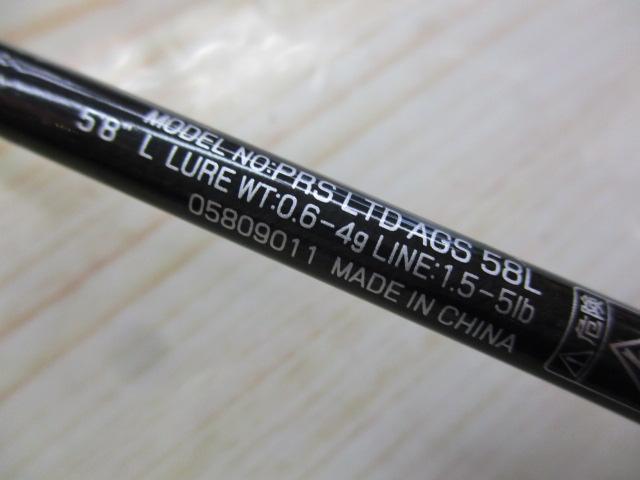 MODEL NO:PRS LTD AGS 58L
5'8" L LURE WT:0.6-4g LINE:1.5-5lb
05809011 MADE IN CHINA
危険